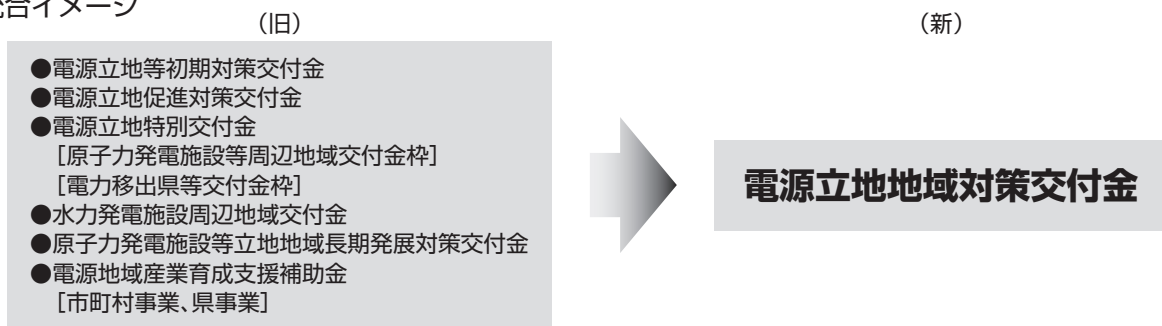 統合イメージ
（旧）
●電源立地等初期対策交付金
●電源立地促進対策交付金
●電源立地特別交付金
［原子力発電施設等周辺地域交付金枠］
［電力移出県等交付金枠］
●水力発電施設周辺地域交付金
●原子力発電施設等立地地域長期発展対策交付金
●電源地域産業育成支援補助金
［市町村事業、県事業］
（新）
電源立地地域対策交付金